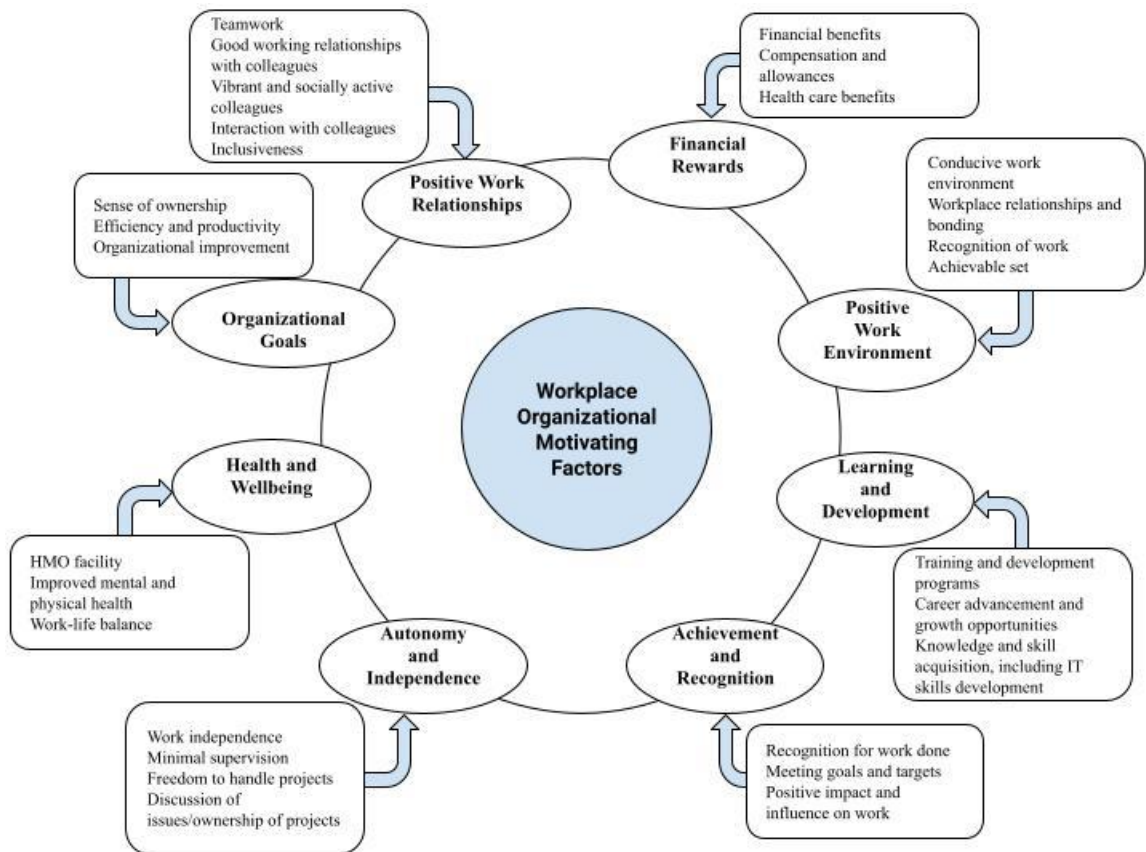 Teamwork
Good working relationships
with colleagues
Vibrant and socially active
colleagues
Interaction with colleagues
Inclusiveness
Financial benefits
Compensation and
allowances
Health care benefits
Financial
Rewards
Positive Work
Relationships
Conducive work
environment
Workplace relationships and
bonding
Recognition of work
Achievable set
Sense of ownership
Efficiency and productivity
Organizational improvement
Organizational
Goals
Positive
Work
Environment
Workplace
Organizational
Motivating
Factors
Health and
Wellbeing
Learning
and
Development
HMO facility
Improved mental and
physical health
Work-life balance
Training and development
programs
Career advancement and
growth opportunities
Knowledge and skill
acquisition, including IT
skills development
Autonomy
and
Independence
Achievement and
Recognition
Work independence
Minimal supervision
Freedom to handle projects
Discussion of
issues/ownership of projects
Recognition for work done
Meeting goals and targets
Positive impact and
influence on work